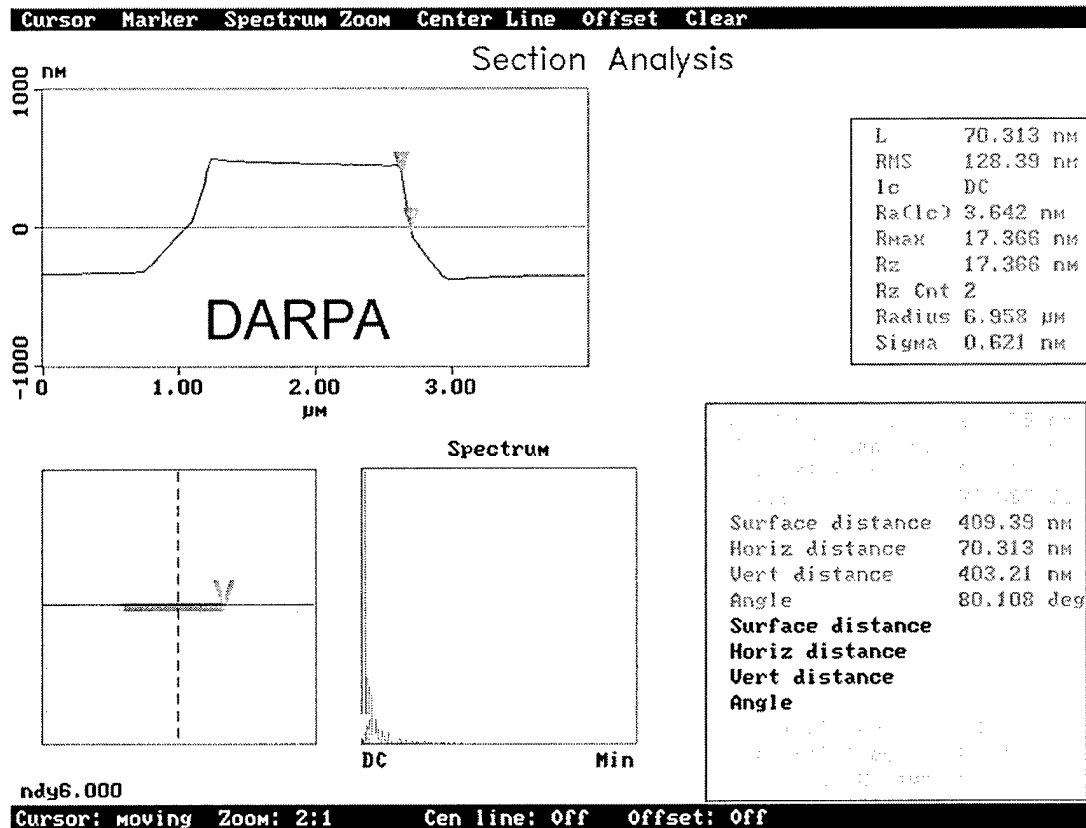 Cursor Marker Spectrum Zoom Center Line Offset Clear
Section Analysis
nm
1000
0
-1000
0 1.00 2.00 3.00
µm
DARPA
L 70.313 nm
RMS 128.39 nm
lc DC
Ra(lc) 3.642 nm
Rmax 17.366 nm
Rz 17.366 nm
Rz Cnt 2
Radius 6.958 µm
Sigma 0.621 nm
Spectrum
DC Min
Surface distance 409.39 nm
Horiz distance 70.313 nm
Vert distance 403.21 nm
Angle 80.108 deg
Surface distance
Horiz distance
Vert distance
Angle
ndy6.000
Cursor: moving Zoom: 2:1 Cen line: Off Offset: Off